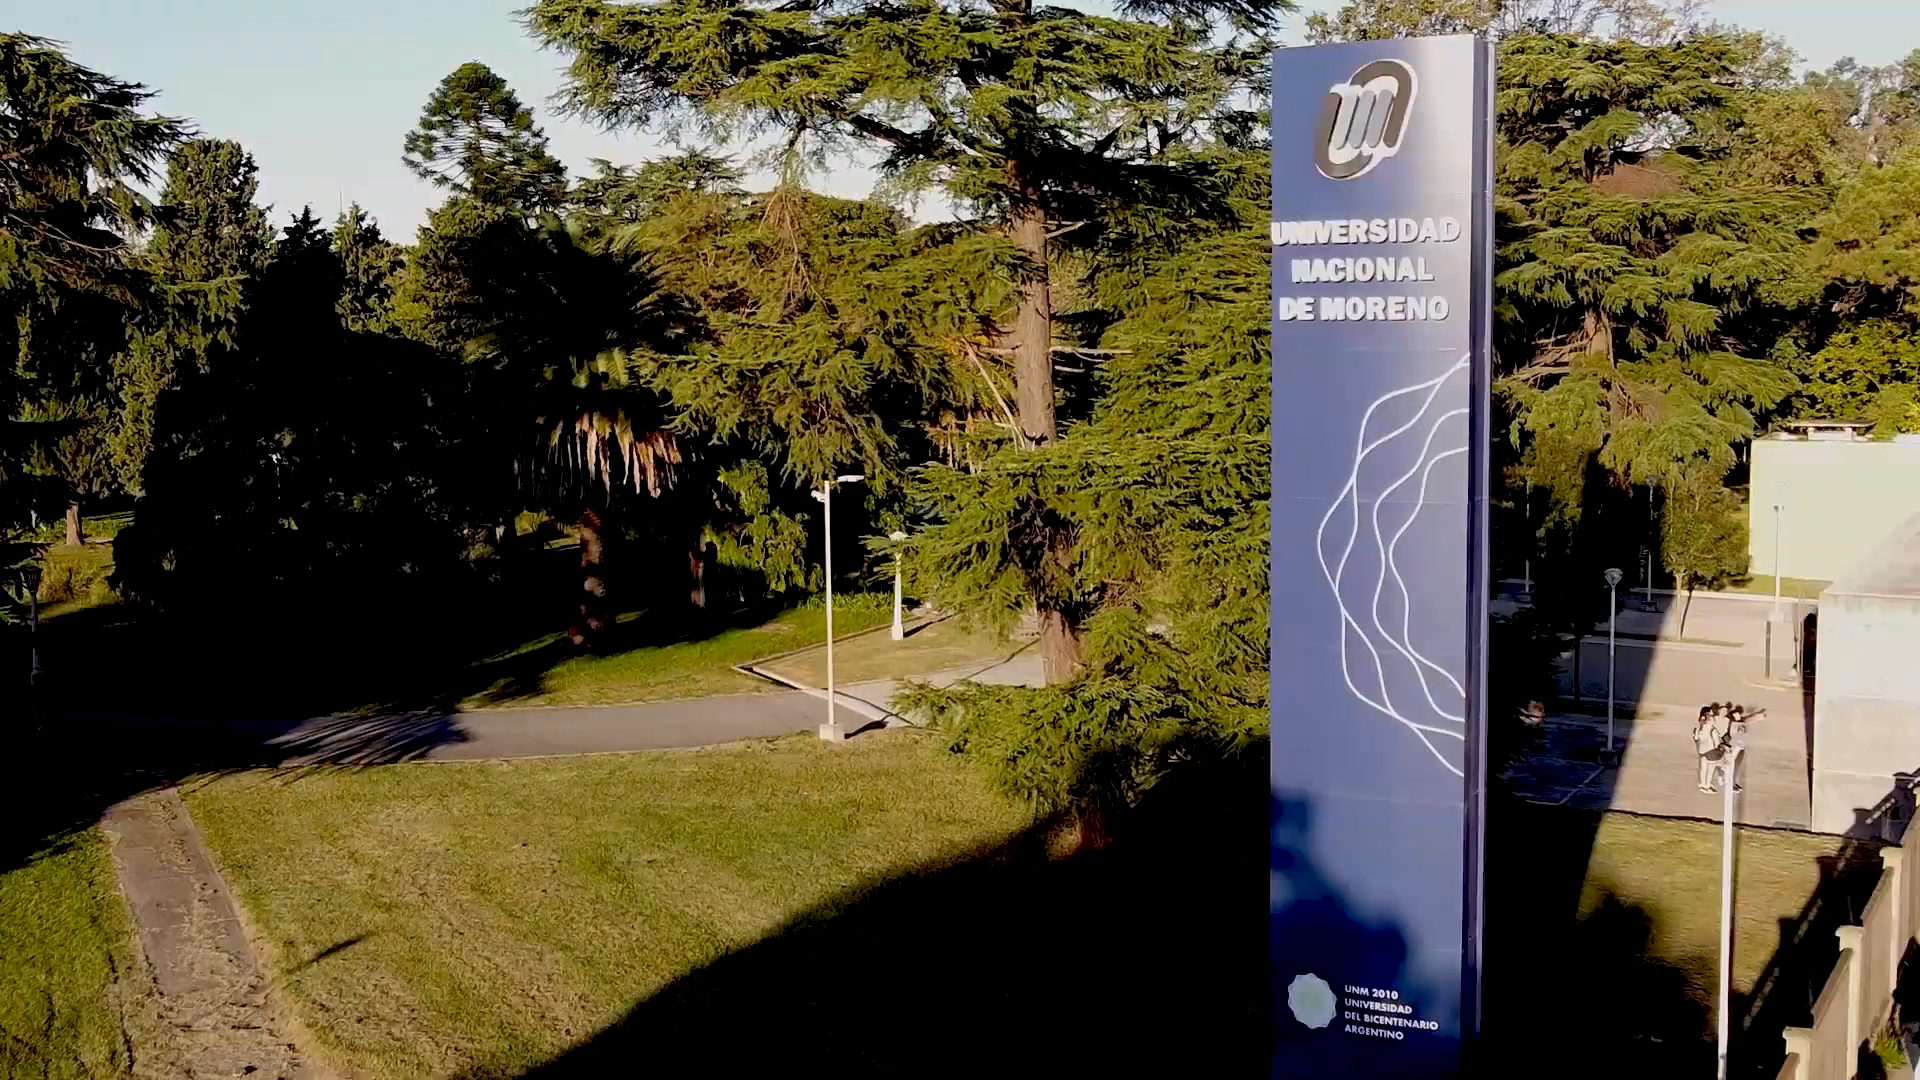 UNIVERSIDAD
NACIONAL
DE MORENO
UNM 2010
UNIVERSIDAD
DEL BICENTENARIO
ARGENTINO